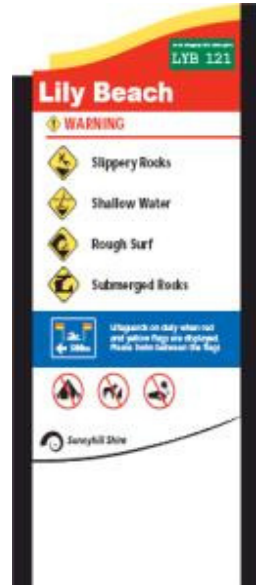 LYB 121
Lily Beach
WARNING
Slippery Rocks
Shallow Water
Rough Surf
Submerged Rocks
Lifeguards on duty when red
and yellow flags are displayed.
Please swim between the flags
Sunnyhill Shire